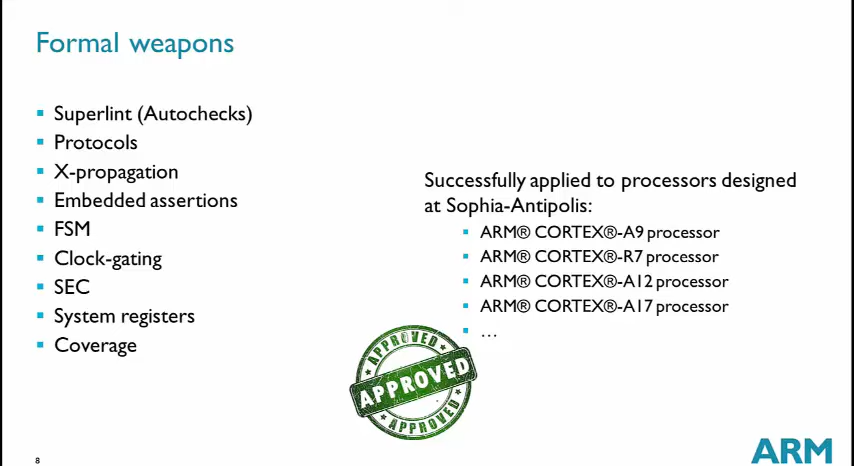 Formal weapons
Superlint (Autochecks)
Protocols
X-propagation
Embedded assertions
FSM
Clock-gating
SEC
System registers
Coverage
Successfully applied to processors designed
at Sophia-Antipolis:
ARM® CORTEX®-A9 processor
ARM® CORTEX®-R7 processor
ARM® CORTEX®-A12 processor
ARM® CORTEX®-A17 processor
…
APPROVED
APPROVED
APPROVED
8
ARM